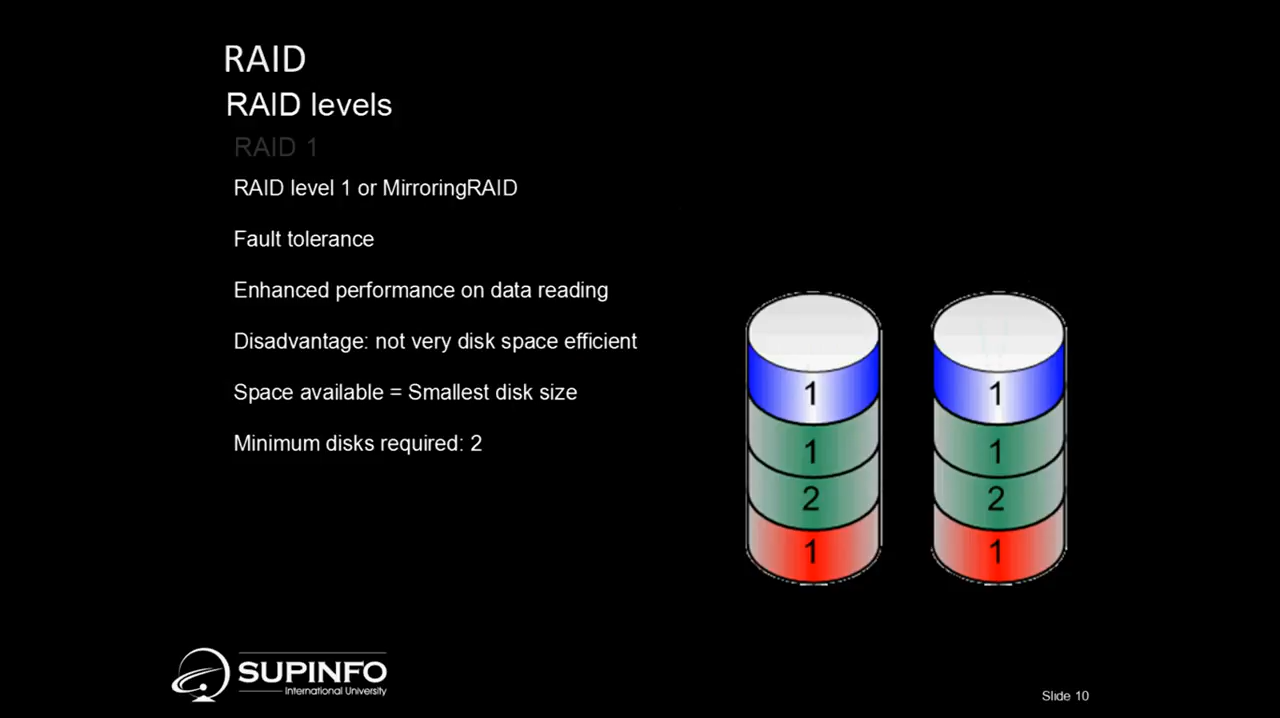 RAID
RAID levels
RAID 1
RAID level 1 or MirroringRAID
Fault tolerance
Enhanced performance on data reading
Disadvantage: not very disk space efficient
Space available = Smallest disk size
Minimum disks required: 2
1 1
1 1
2 2
1 1
SUPINFO
International University
Slide 10